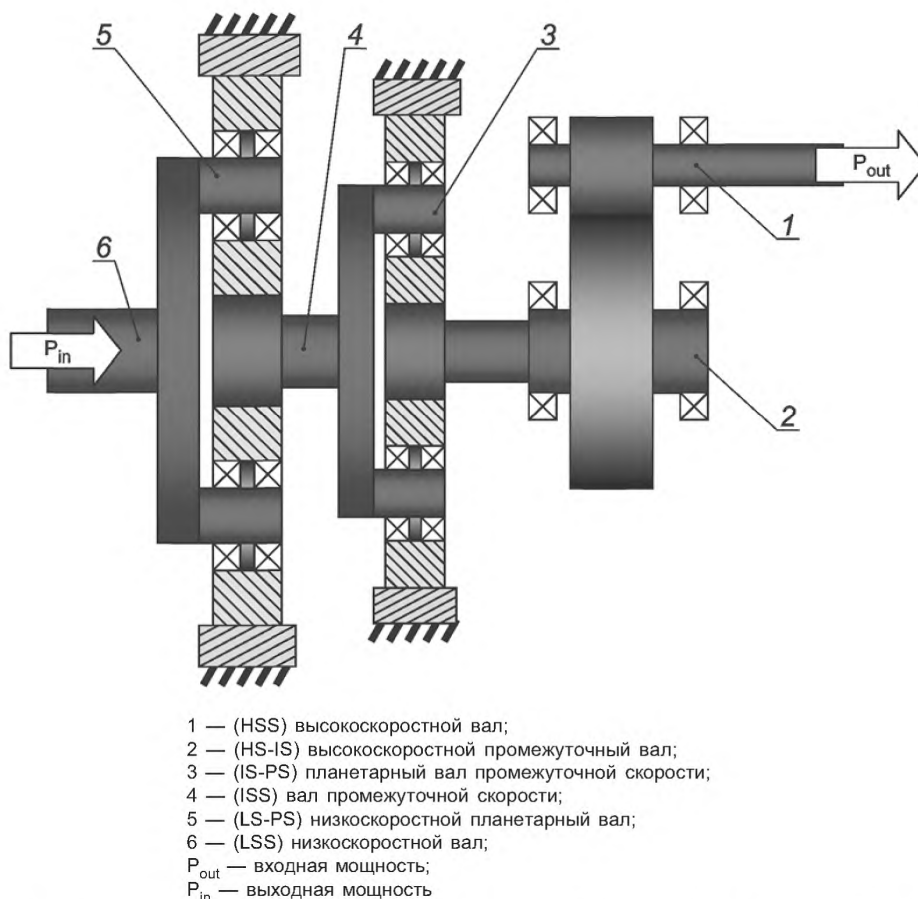 5
4
3
P_out
1
6
P_in
2
1 — (HSS) высокоскоростной вал;
2 — (HS-IS) высокоскоростной промежуточный вал;
3 — (IS-PS) планетарный вал промежуточной скорости;
4 — (ISS) вал промежуточной скорости;
5 — (LS-PS) низкоскоростной планетарный вал;
6 — (LSS) низкоскоростной вал;
P_out — входная мощность;
P_in — выходная мощность